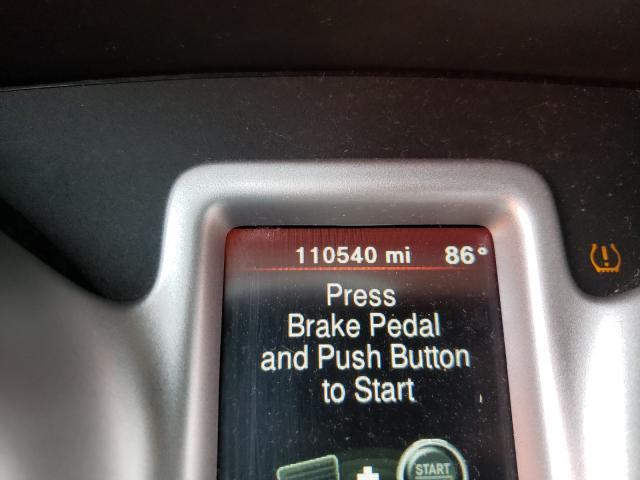 110540 mi 86°
Press
Brake Pedal
and Push Button
to Start
START